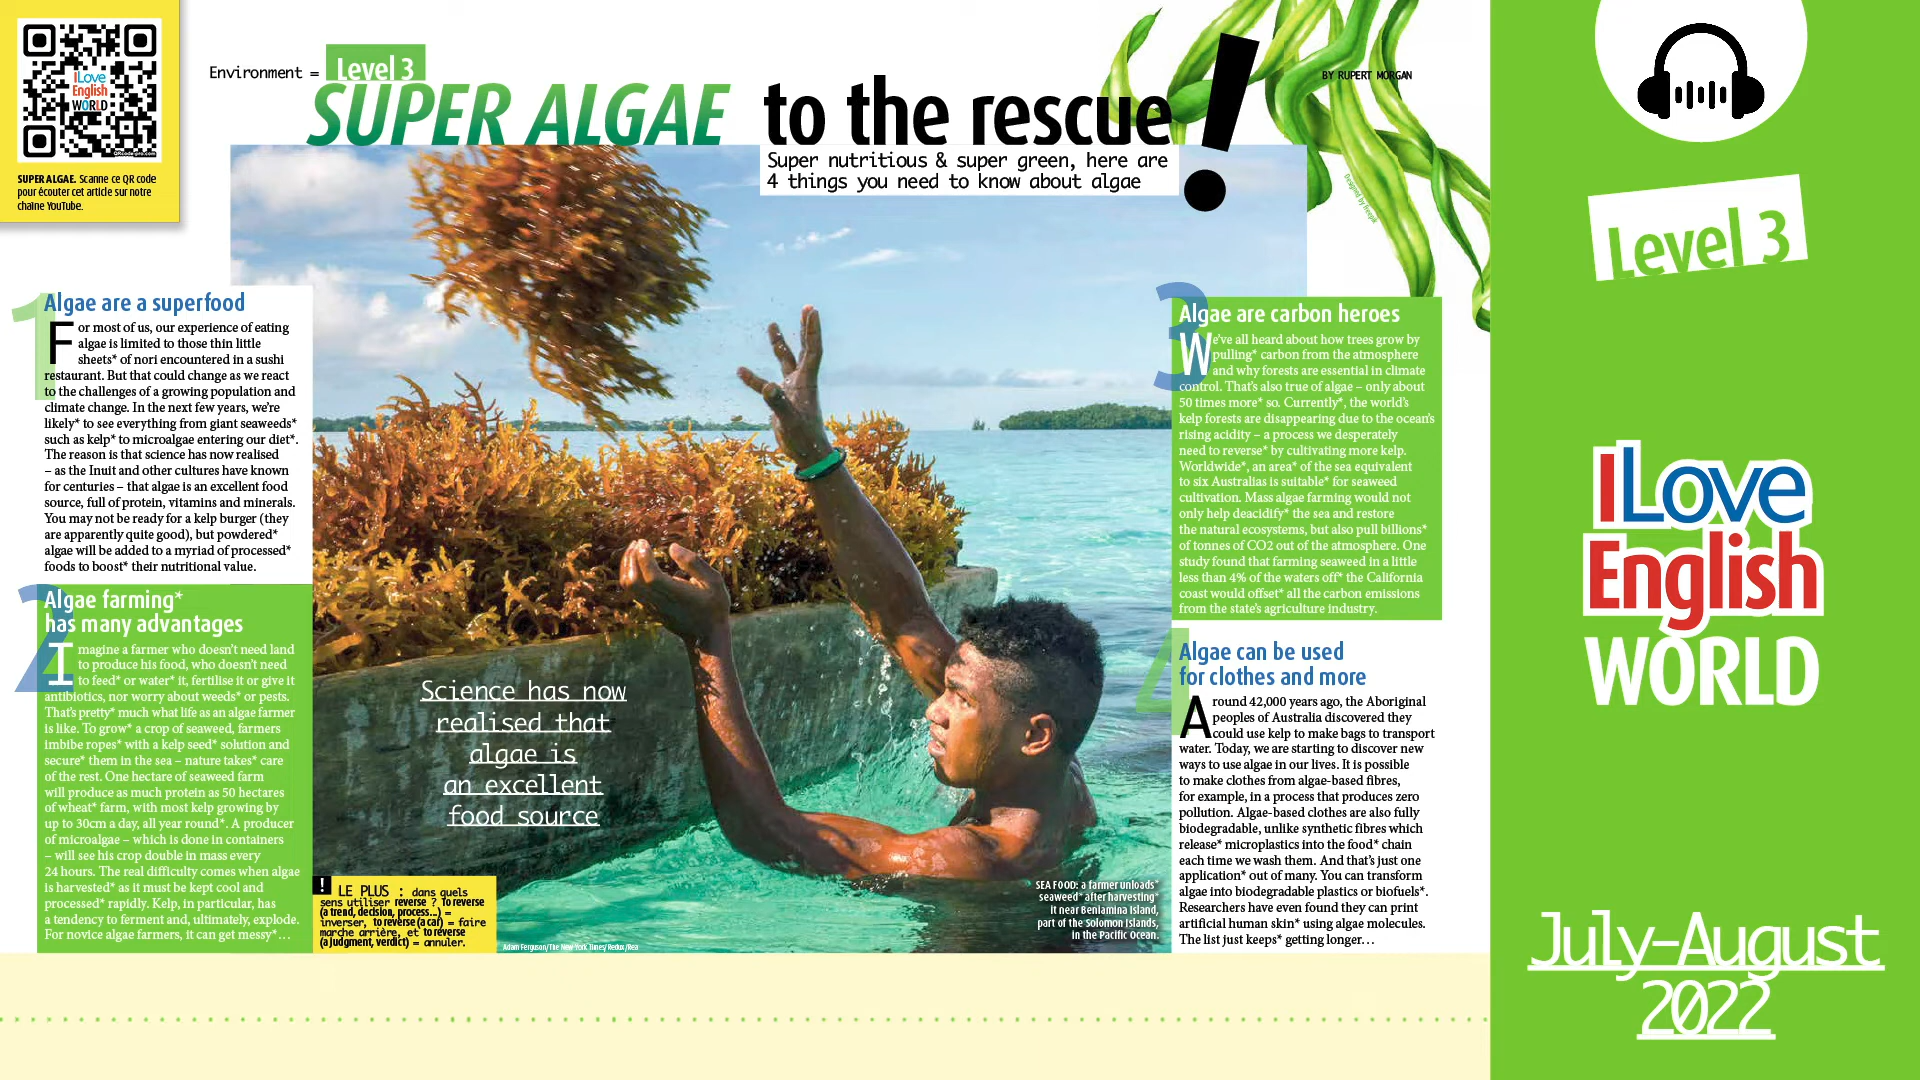 ILove
English
WORLD
SUPER ALGAE. Scanne ce QR code
pour écouter cet article sur notre
chaîne YouTube.
Environment =
Level 3
SUPER ALGAE to the rescue!
BY RUPERT MORGAN
Super nutritious & super green, here are
4 things you need to know about algae
Designed by freepik
1
Algae are a superfood
For most of us, our experience of eating
algae is limited to those thin little
sheets* of nori encountered in a sushi
restaurant. But that could change as we react
to the challenges of a growing population and
climate change. In the next few years, we're
likely* to see everything from giant seaweeds*
such as kelp* to microalgae entering our diet*.
The reason is that science has now realised
– as the Inuit and other cultures have known
for centuries – that algae is an excellent food
source, full of protein, vitamins and minerals.
You may not be ready for a kelp burger (they
are apparently quite good), but powdered*
algae will be added to a myriad of processed*
foods to boost* their nutritional value.
2
Algae farming*
has many advantages
Imagine a farmer who doesn't need land
to produce his food, who doesn't need
to feed* or water* it, fertilise it or give it
antibiotics, nor worry about weeds* or pests.
That's pretty* much what life as an algae farmer
is like. To grow* a crop of seaweed, farmers
imbibe ropes* with a kelp seed* solution and
secure* them in the sea – nature takes* care
of the rest. One hectare of seaweed farm
will produce as much protein as 50 hectares
of wheat* farm, with most kelp growing by
up to 30cm a day, all year round*. A producer
of microalgae – which is done in containers
– will see his crop double in mass every
24 hours. The real difficulty comes when algae
is harvested* as it must be kept cool and
processed* rapidly. Kelp, in particular, has
a tendency to ferment and, ultimately, explode.
For novice algae farmers, it can get messy*…
Science has now
realised that
algae is
an excellent
food source
! LE PLUS : dans quels
sens utiliser reverse ? To reverse
(a trend, decision, process...) =
inverser, to reverse (a car) = faire
marche arrière, et to reverse
(a judgment, verdict) = annuler.
Adam Ferguson/The New York Times/Redux/Rea
SEA FOOD: a farmer unloads*
seaweed* after harvesting*
it near Beniamina Island,
part of the Solomon Islands,
in the Pacific Ocean.
3
Algae are carbon heroes
We've all heard about how trees grow by
pulling* carbon from the atmosphere
and why forests are essential in climate
control. That's also true of algae – only about
50 times more* so. Currently*, the world's
kelp forests are disappearing due to the ocean's
rising acidity – a process we desperately
need to reverse* by cultivating more kelp.
Worldwide*, an area* of the sea equivalent
to six Australias is suitable* for seaweed
cultivation. Mass algae farming would not
only help deacidify* the sea and restore
the natural ecosystems, but also pull billions*
of tonnes of CO2 out of the atmosphere. One
study found that farming seaweed in a little
less than 4% of the waters off* the California
coast would offset* all the carbon emissions
from the state's agriculture industry.
4
Algae can be used
for clothes and more
Around 42,000 years ago, the Aboriginal
peoples of Australia discovered they
could use kelp to make bags to transport
water. Today, we are starting to discover new
ways to use algae in our lives. It is possible
to make clothes from algae-based fibres,
for example, in a process that produces zero
pollution. Algae-based clothes are also fully
biodegradable, unlike synthetic fibres which
release* microplastics into the food* chain
each time we wash them. And that's just one
application* out of many. You can transform
algae into biodegradable plastics or biofuels*.
Researchers have even found they can print
artificial human skin* using algae molecules.
The list just keeps* getting longer…
Level 3
ILove
English
WORLD
July-August
2022